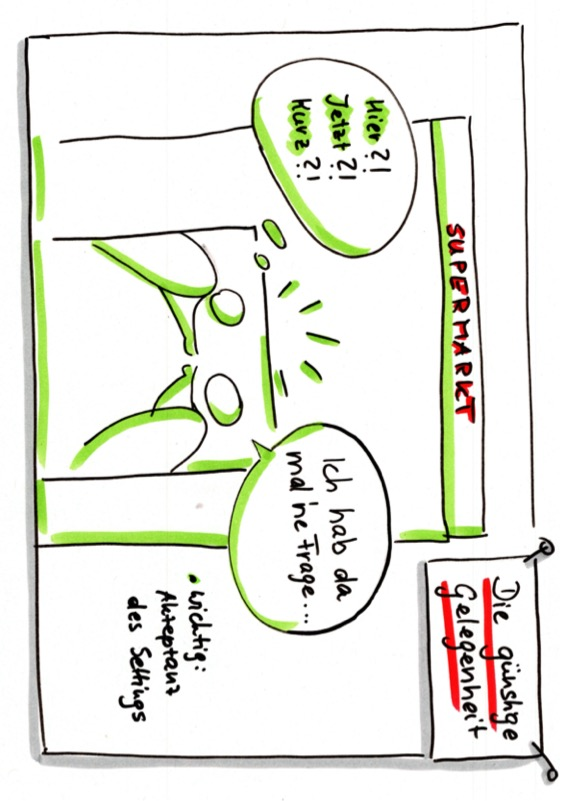 SUPERMARKT
Hier?!
Jetzt?!
Kurz?!
Ich hab da
mal 'ne Frage...
Die günstige
Gelegenheit
• wichtig:
Akzeptanz
des Settings